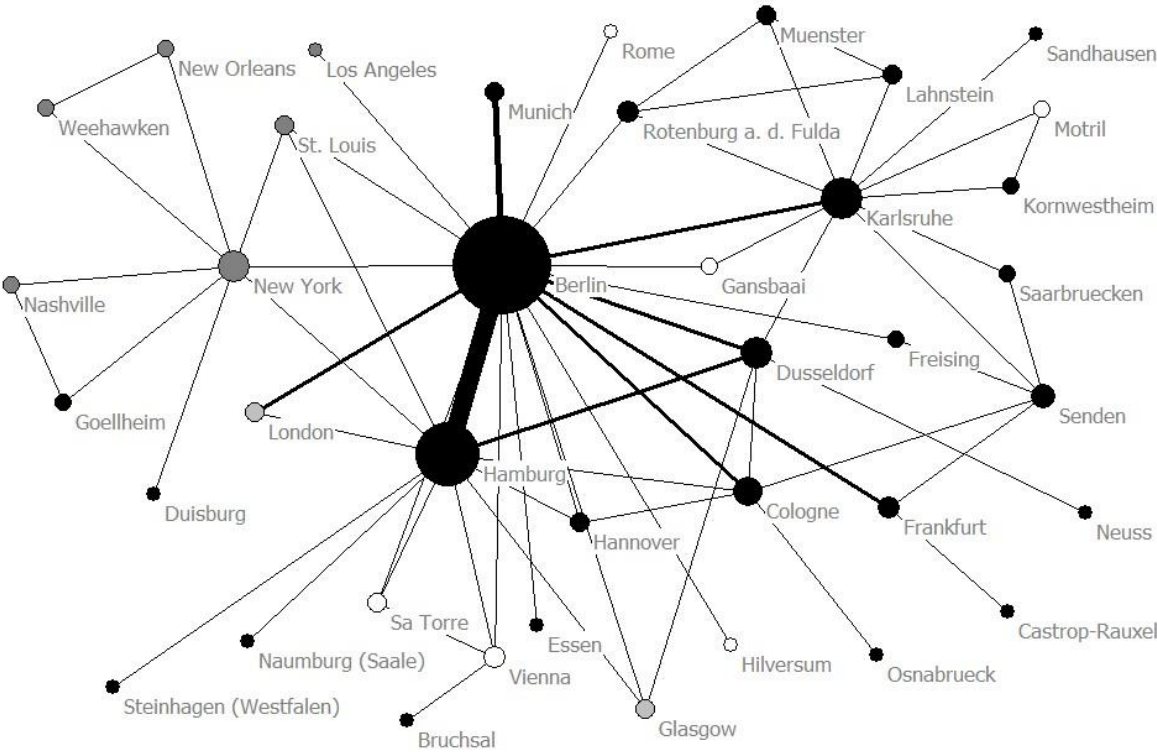 Rome
Muenster
Sandhausen
New Orleans
Los Angeles
Lahnstein
Munich
Weehawken
Rotenburg a. d. Fulda
Motril
St. Louis
Kornwestheim
Karlsruhe
New York
Berlin
Gansbaai
Saarbruecken
Nashville
Freising
Dusseldorf
Goellheim
Senden
London
Hamburg
Duisburg
Cologne
Frankfurt
Neuss
Hannover
Sa Torre
Castrop-Rauxel
Essen
Naumburg (Saale)
Hilversum
Vienna
Osnabrueck
Steinhagen (Westfalen)
Glasgow
Bruchsal